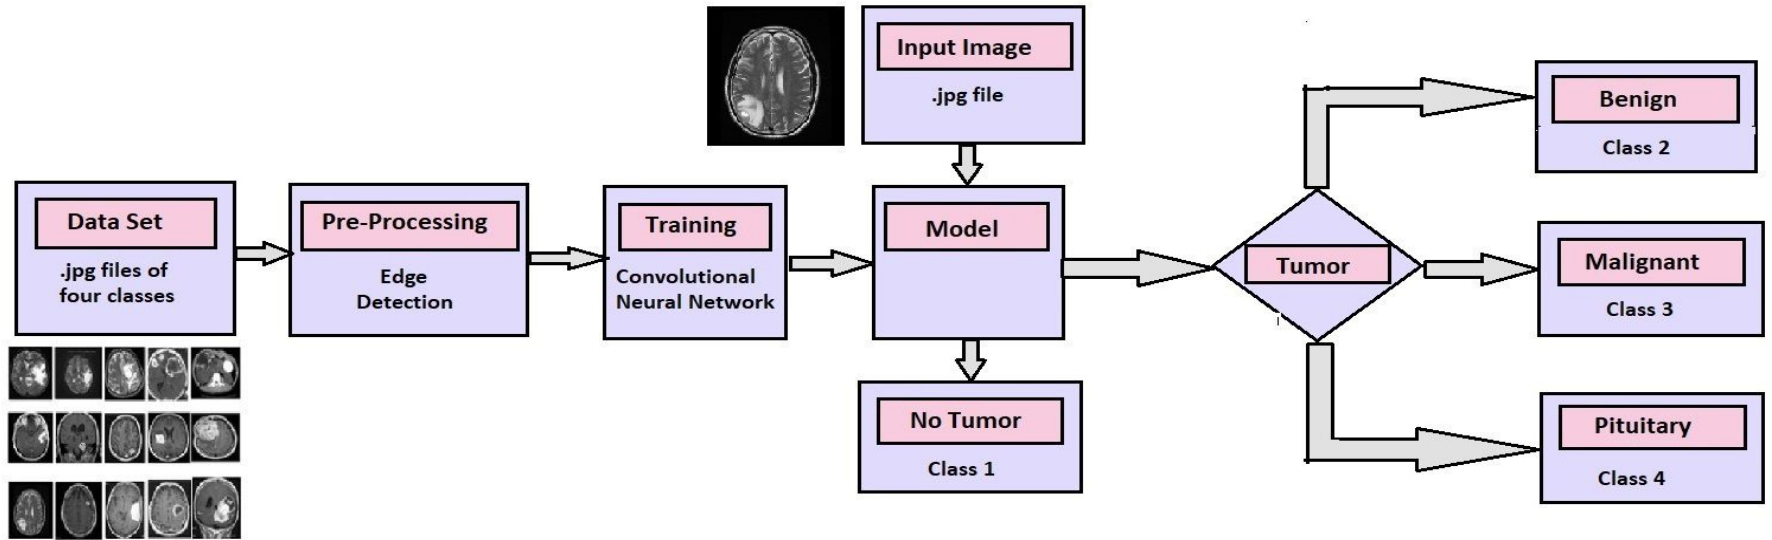 Input Image
.jpg file
Data Set
.jpg files of
four classes
Pre-Processing
Edge
Detection
Training
Convolutional
Neural Network
Model
No Tumor
Class 1
Tumor
Benign
Class 2
Malignant
Class 3
Pituitary
Class 4